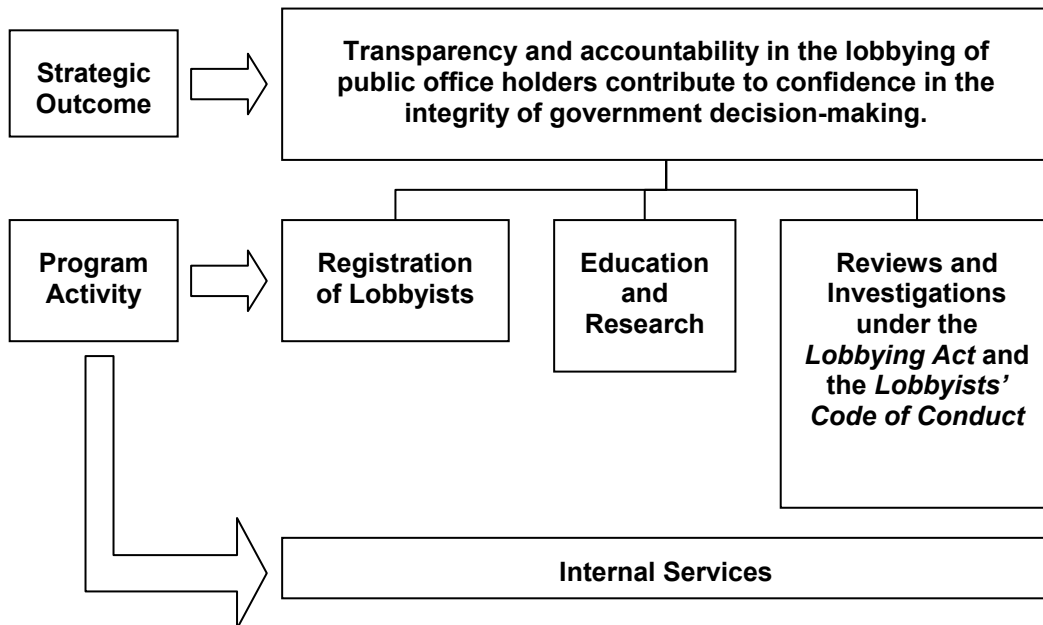 Strategic
Outcome
Transparency and accountability in the lobbying of
public office holders contribute to confidence in the
integrity of government decision-making.
Program
Activity
Registration
of Lobbyists
Education
and
Research
Reviews and
Investigations
under the
Lobbying Act and
the Lobbyists’
Code of Conduct
Internal Services